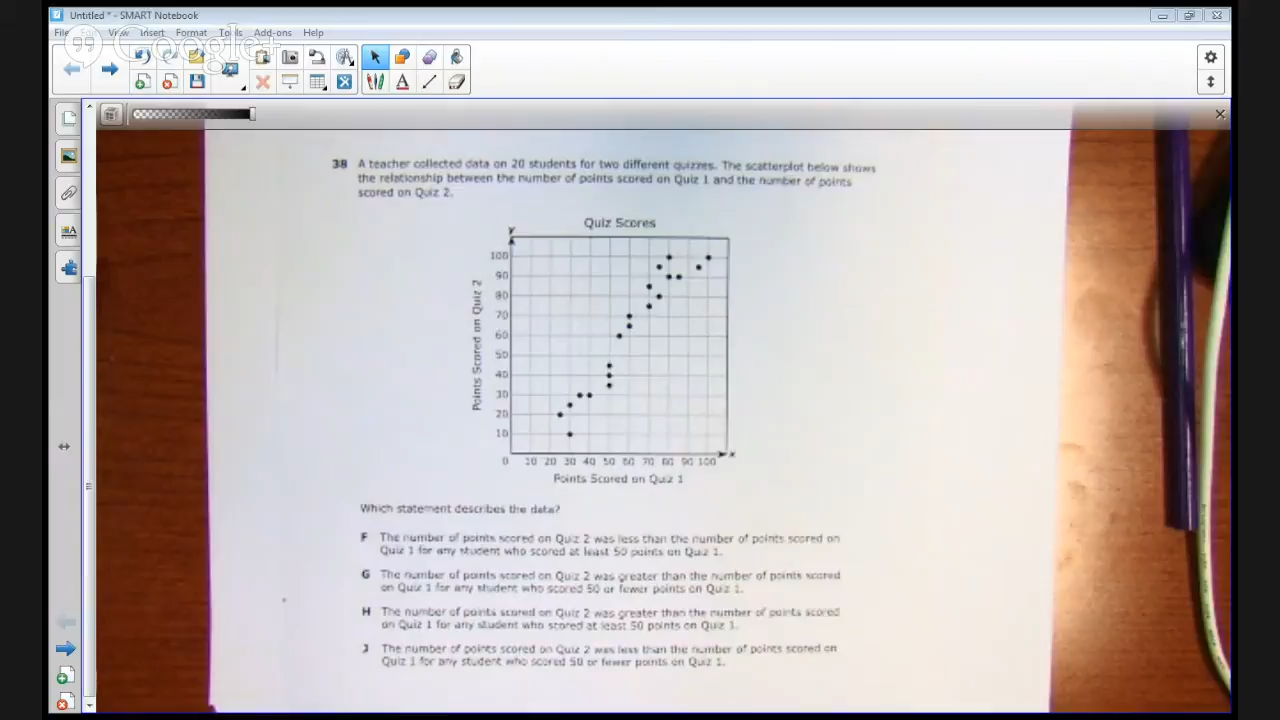 Untitled * - SMART Notebook
File Edit View Insert Format Tools Add-ons Help
Google+
38 A teacher collected data on 20 students for two different quizzes. The scatterplot below shows
the relationship between the number of points scored on Quiz 1 and the number of points
scored on Quiz 2.
Quiz Scores
y
100
90
80
70
60
50
40
30
20
10
0 10 20 30 40 50 60 70 80 90 100 x
Points Scored on Quiz 2
Points Scored on Quiz 1
Which statement describes the data?
F The number of points scored on Quiz 2 was less than the number of points scored on
Quiz 1 for any student who scored at least 50 points on Quiz 1.
G The number of points scored on Quiz 2 was greater than the number of points scored
on Quiz 1 for any student who scored 50 or fewer points on Quiz 1.
H The number of points scored on Quiz 2 was greater than the number of points scored
on Quiz 1 for any student who scored at least 50 points on Quiz 1.
J The number of points scored on Quiz 2 was less than the number of points scored on
Quiz 1 for any student who scored 50 or fewer points on Quiz 1.